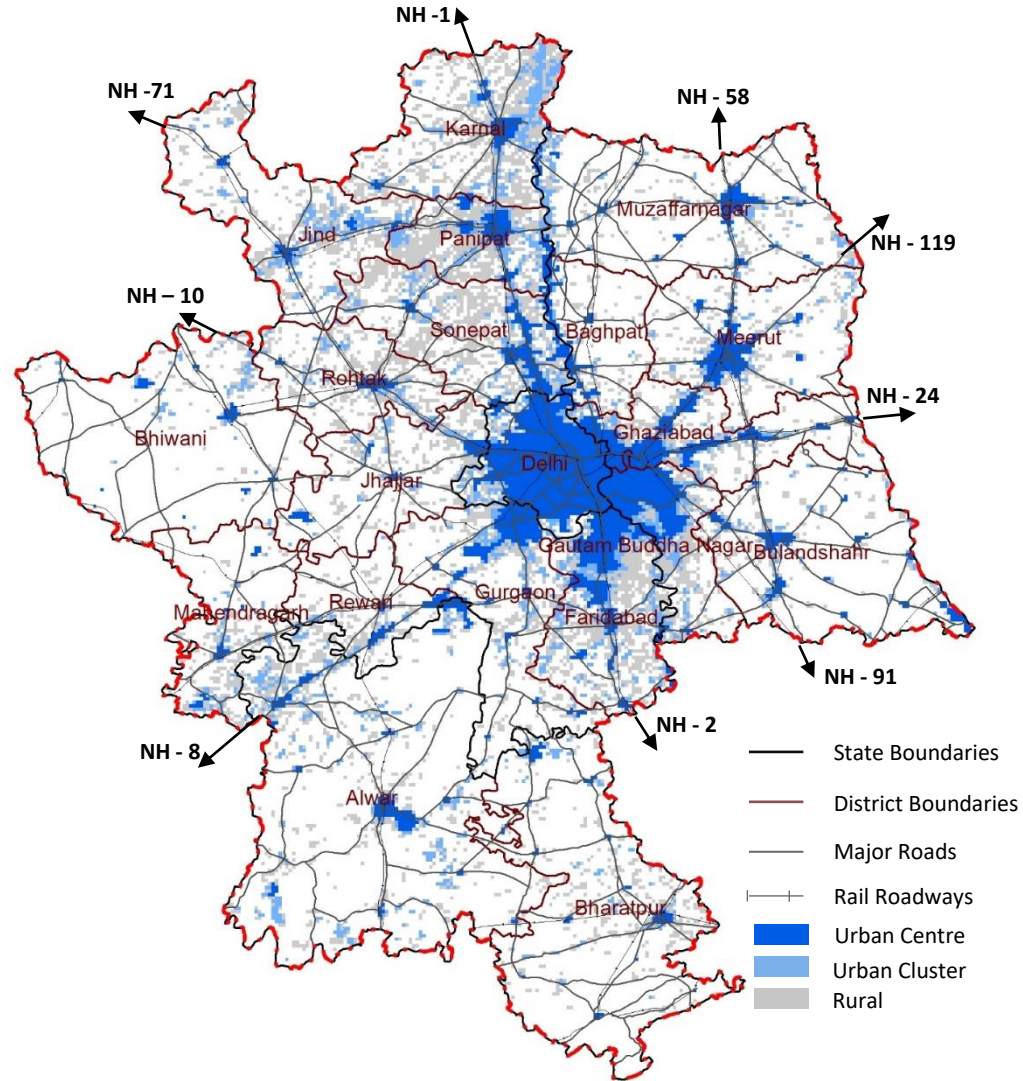 NH -1
NH -71
NH - 58
Karnal
Muzaffarnagar
Jind
Panipat
NH - 119
NH – 10
Sonepat
Baghpat
Meerut
Rohtak
NH - 24
Bhiwani
Ghaziabad
Delhi
Jhajjar
Gautam Buddha Nagar
Bulandshahr
Gurgaon
Rewari
Mahendragarh
Faridabad
NH - 91
NH - 2
NH - 8
State Boundaries
Alwar
District Boundaries
Major Roads
Rail Roadways
Bharatpur
Urban Centre
Urban Cluster
Rural